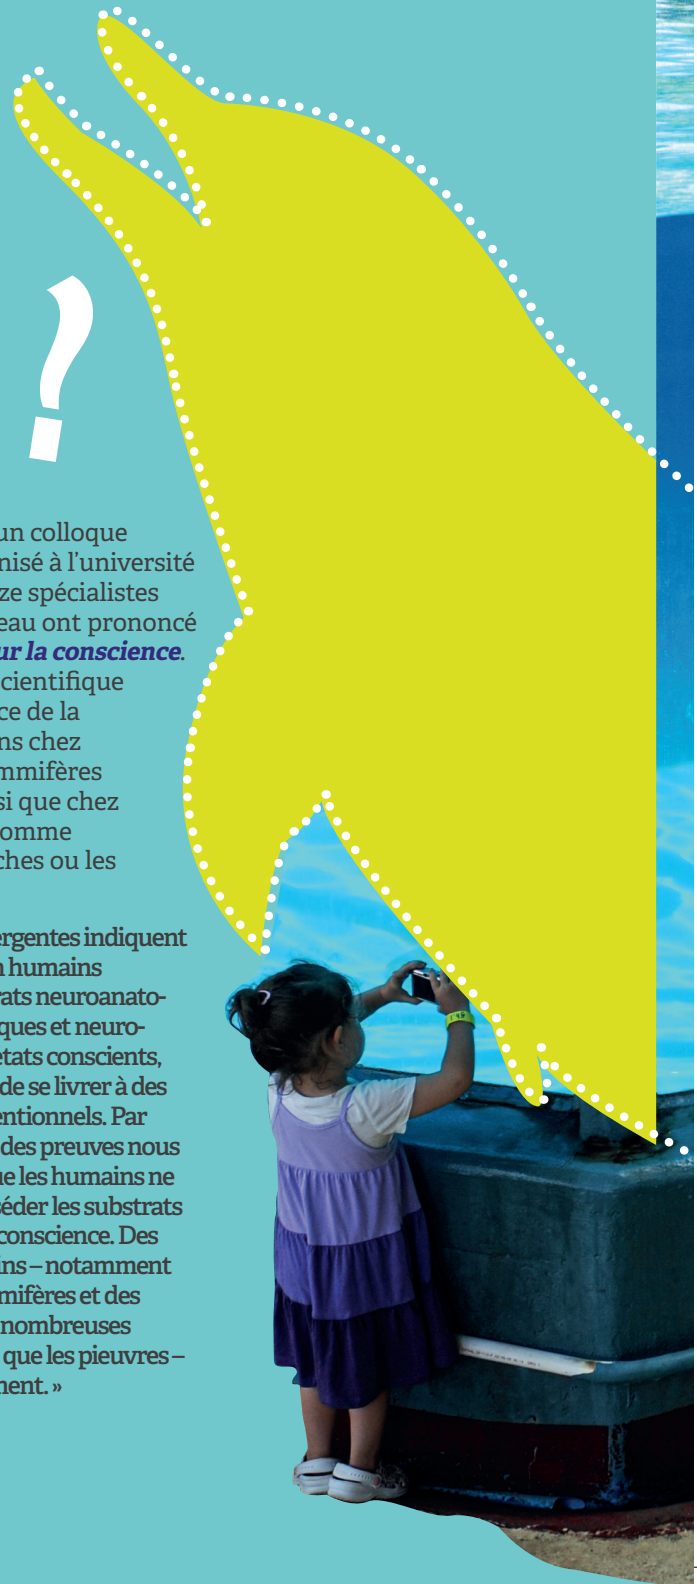 ?
un colloque
nisé à l'université
ze spécialistes
eau ont prononcé
ur la conscience.
scientifique
ce de la
ns chez
mmifères
si que chez
omme
ches ou les
ergentes indiquent
n humains
rats neuroanato-
ques et neuro-
états conscients,
de se livrer à des
entionnels. Par
des preuves nous
ue les humains ne
séder les substrats
conscience. Des
ins – notamment
mifères et des
nombreuses
que les pieuvres –
ment. »